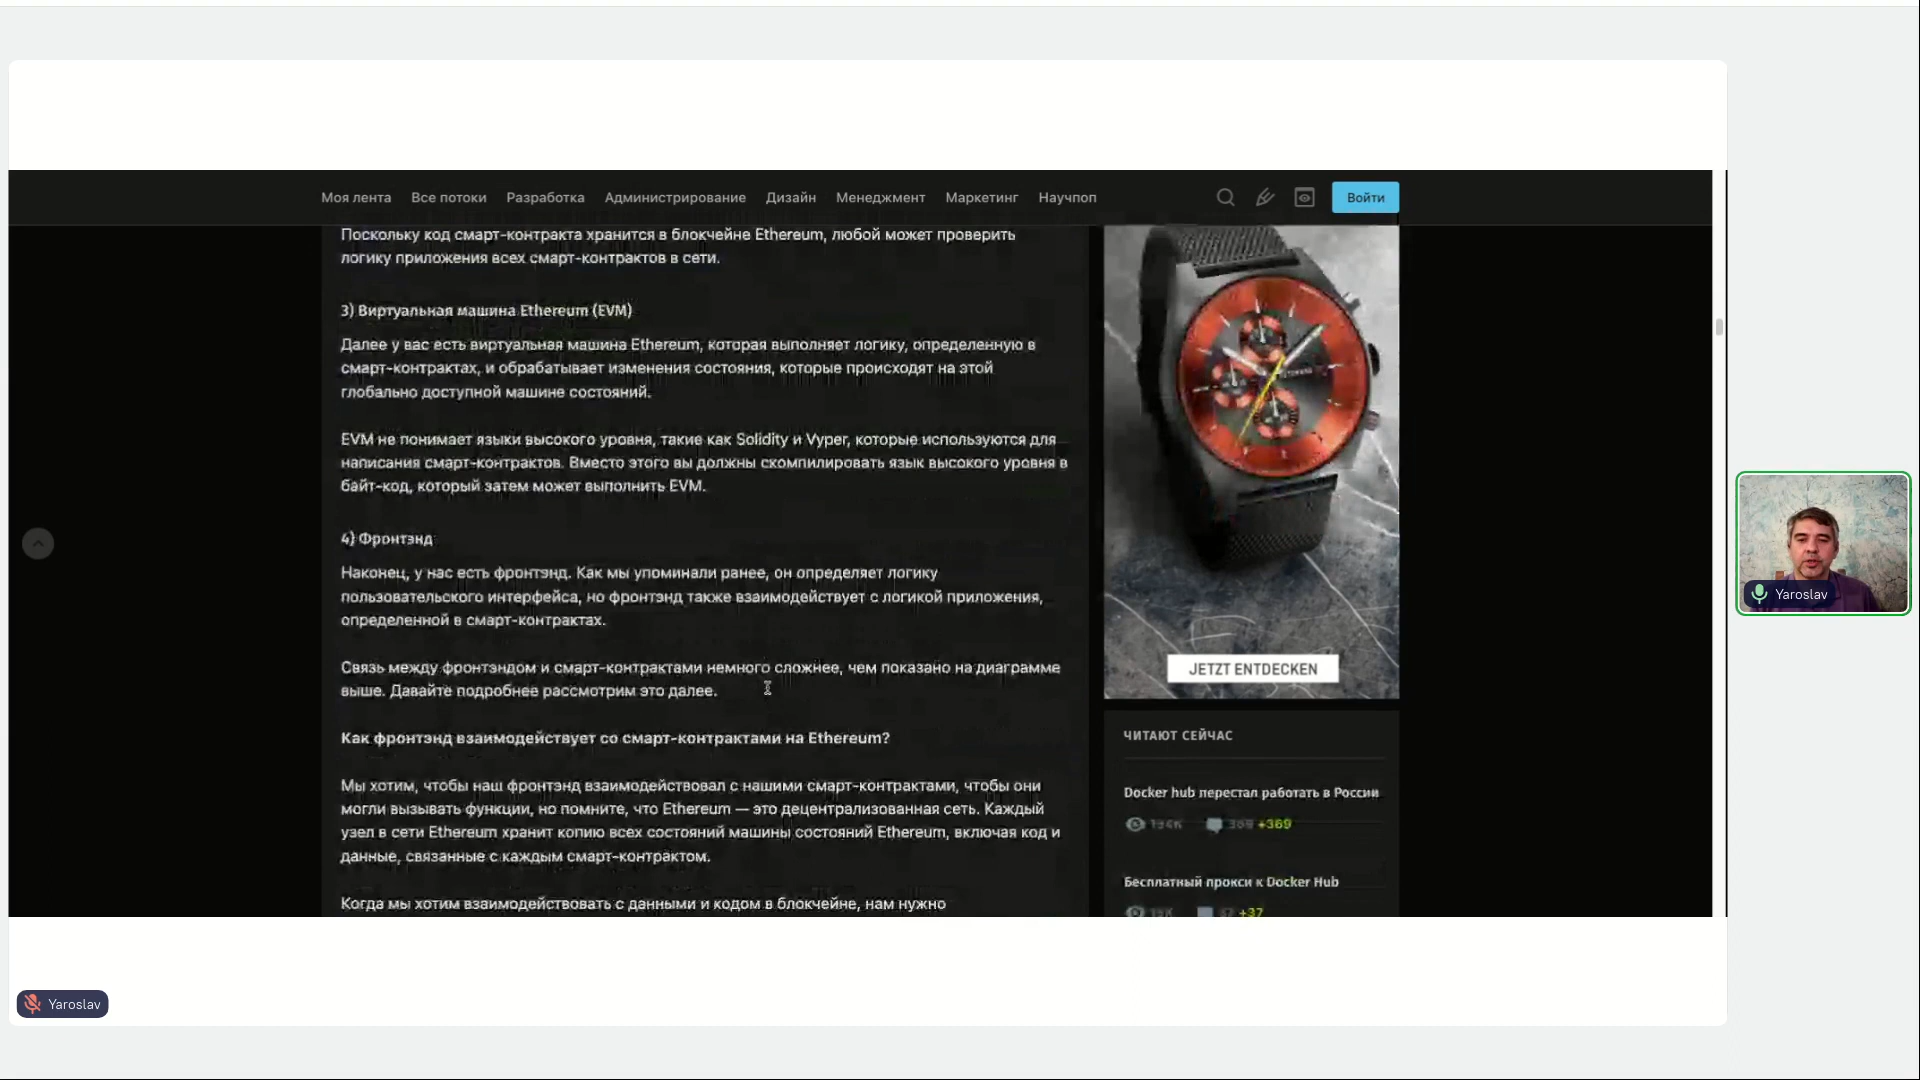 Моя лента Все потоки Разработка Администрирование Дизайн Менеджмент Маркетинг Научпоп
Войти
Поскольку код смарт-контракта хранится в блокчейне Ethereum, любой может проверить
логику приложения всех смарт-контрактов в сети.
3) Виртуальная машина Ethereum (EVM)
Далее у вас есть виртуальная машина Ethereum, которая выполняет логику, определенную в
смарт-контрактах, и обрабатывает изменения состояния, которые происходят на этой
глобально доступной машине состояний.
EVM не понимает языки высокого уровня, такие как Solidity и Vyper, которые используются для
написания смарт-контрактов. Вместо этого вы должны скомпилировать язык высокого уровня в
байт-код, который затем может выполнить EVM.
4) Фронтэнд
Наконец, у нас есть фронтэнд. Как мы упоминали ранее, он определяет логику
пользовательского интерфейса, но фронтэнд также взаимодействует с логикой приложения,
определенной в смарт-контрактах.
Связь между фронтэндом и смарт-контрактами немного сложнее, чем показано на диаграмме
выше. Давайте подробнее рассмотрим это далее.
Как фронтэнд взаимодействует со смарт-контрактами на Ethereum?
Мы хотим, чтобы наш фронтэнд взаимодействовал с нашими смарт-контрактами, чтобы они
могли вызывать функции, но помните, что Ethereum — это децентрализованная сеть. Каждый
узел в сети Ethereum хранит копию всех состояний машины состояний Ethereum, включая код и
данные, связанные с каждым смарт-контрактом.
Когда мы хотим взаимодействовать с данными и кодом в блокчейне, нам нужно
JETZT ENTDECKEN
ЧИТАЮТ СЕЙЧАС
Docker hub перестал работать в России
369 +369
Бесплатный прокси к Docker Hub
+37
Yaroslav
Yaroslav